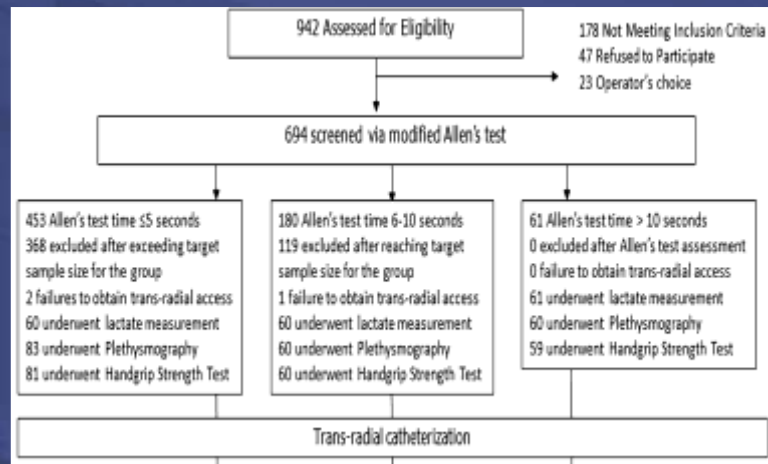 942 Assessed for Eligibility
178 Not Meeting Inclusion Criteria
47 Refused to Participate
23 Operator's choice
694 screened via modified Allen's test
453 Allen's test time ≤5 seconds
368 excluded after exceeding target
sample size for the group
2 failures to obtain trans-radial access
60 underwent lactate measurement
83 underwent Plethysmography
81 underwent Handgrip Strength Test
180 Allen's test time 6-10 seconds
119 excluded after reaching target
sample size for the group
1 failure to obtain trans-radial access
60 underwent lactate measurement
60 underwent Plethysmography
60 underwent Handgrip Strength Test
61 Allen's test time > 10 seconds
0 excluded after Allen's test assessment
0 failure to obtain trans-radial access
61 underwent lactate measurement
60 underwent Plethysmography
59 underwent Handgrip Strength Test
Trans-radial catheterization